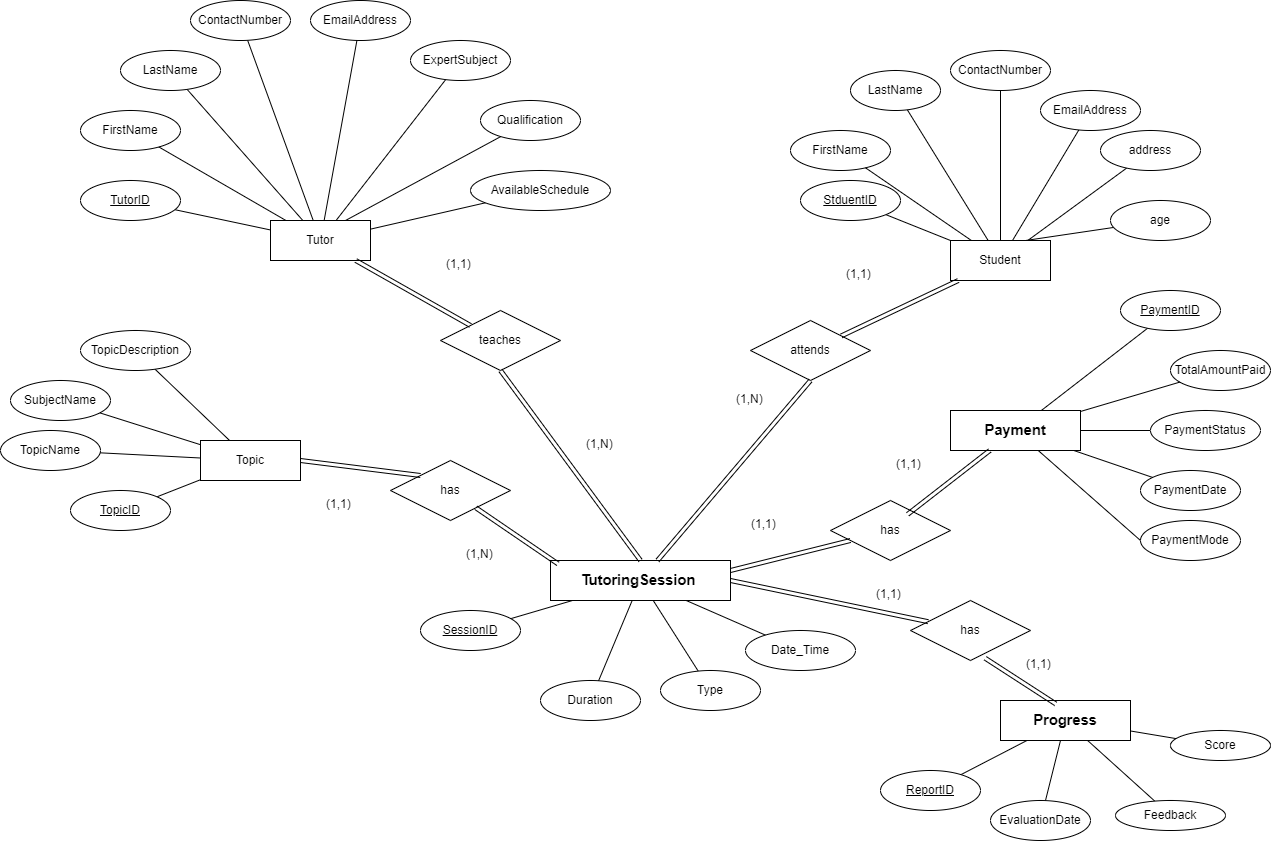 ContactNumber
EmailAddress
ExpertSubject
LastName
FirstName
Qualification
TutorID
AvailableSchedule
Tutor
ContactNumber
LastName
EmailAddress
FirstName
address
StduentID
age
Student
(1,1)
(1,1)
teaches
attends
PaymentID
TopicDescription
TotalAmountPaid
SubjectName
(1,N)
Payment
PaymentStatus
TopicName
(1,N)
Topic
(1,1)
has
PaymentDate
(1,1)
TopicID
(1,1)
has
PaymentMode
(1,N)
TutoringSession
(1,1)
SessionID
has
Date_Time
(1,1)
Duration
Type
Progress
Score
ReportID
EvaluationDate
Feedback